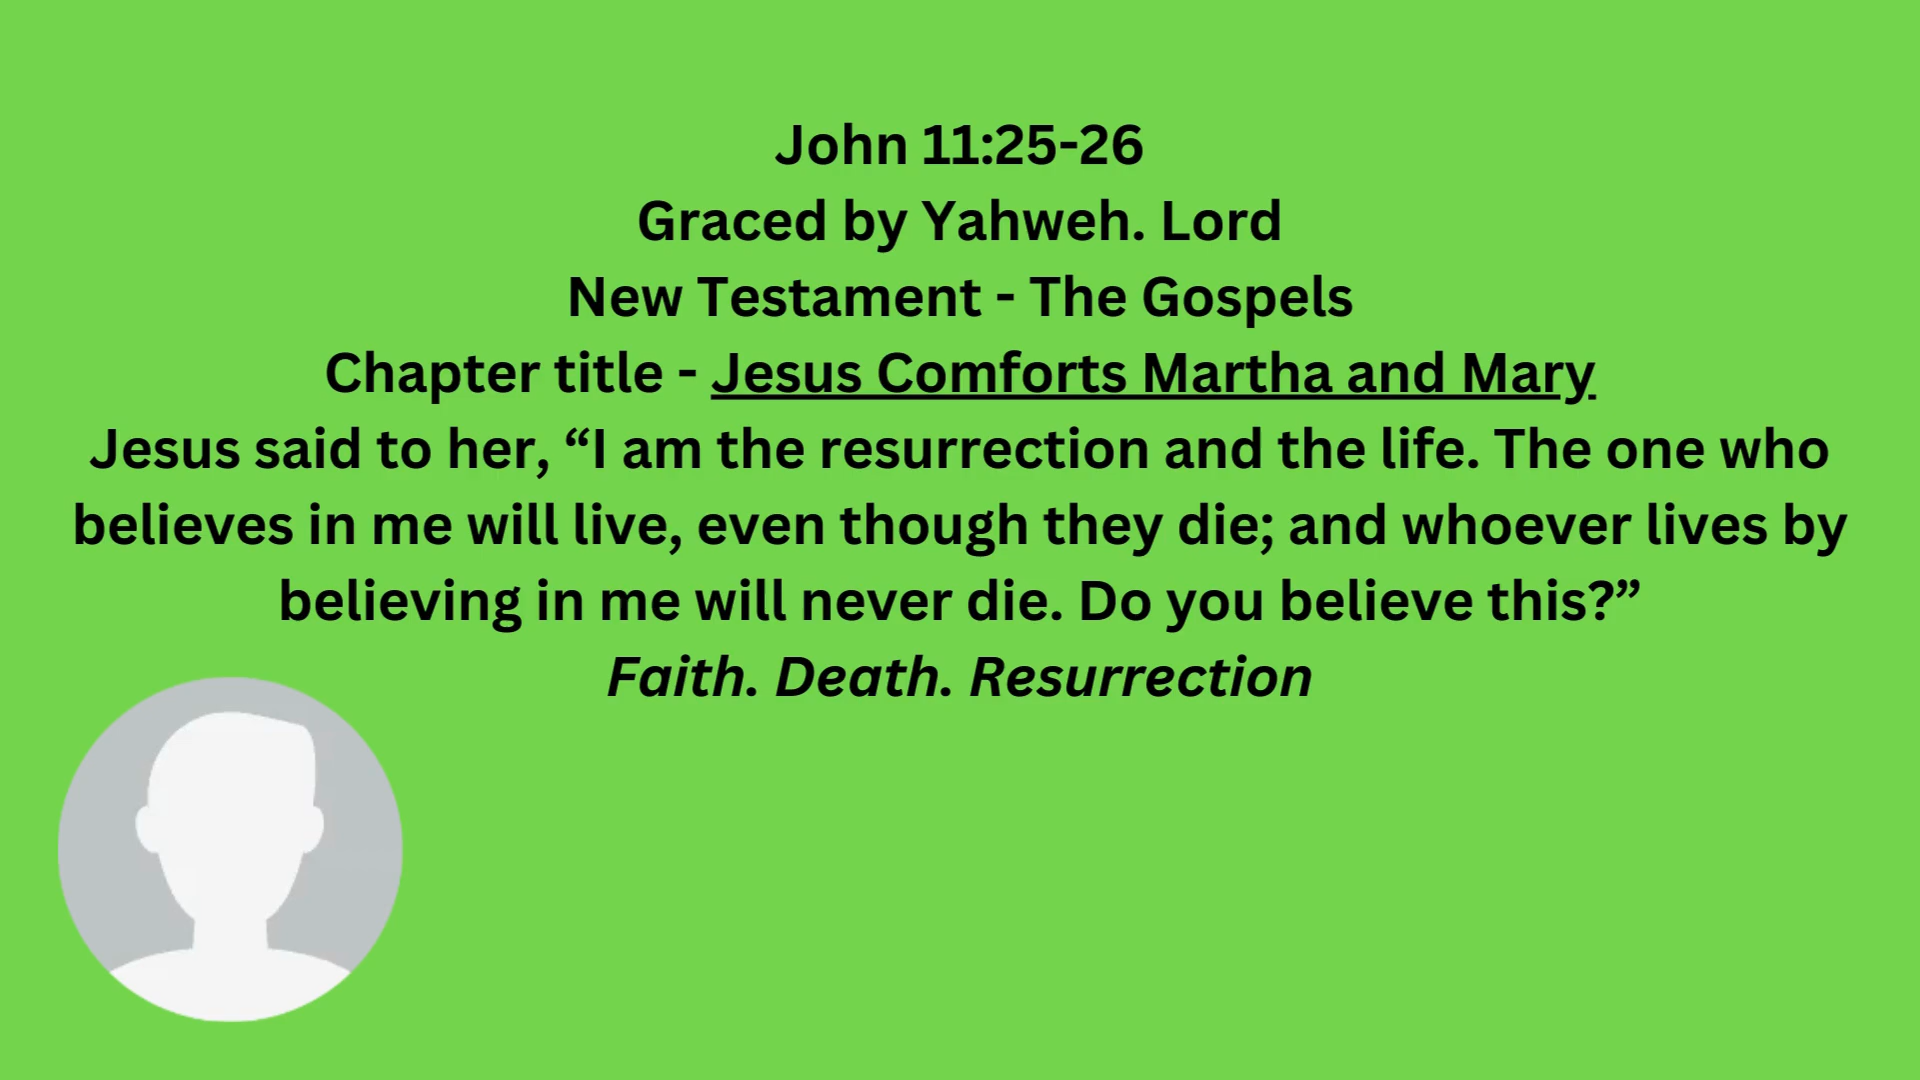 John 11:25-26
Graced by Yahweh. Lord
New Testament - The Gospels
Chapter title - Jesus Comforts Martha and Mary
Jesus said to her, “I am the resurrection and the life. The one who
believes in me will live, even though they die; and whoever lives by
believing in me will never die. Do you believe this?”
Faith. Death. Resurrection